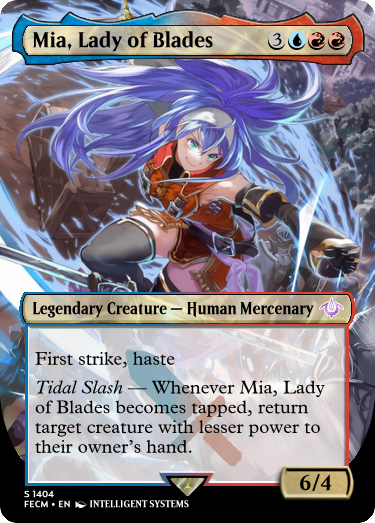 Mia, Lady of Blades 3
Legendary Creature — Human Mercenary
First strike, haste
Tidal Slash — Whenever Mia, Lady
of Blades becomes tapped, return
target creature with lesser power to
their owner's hand.
6/4
S 1404
FECM • EN INTELLIGENT SYSTEMS